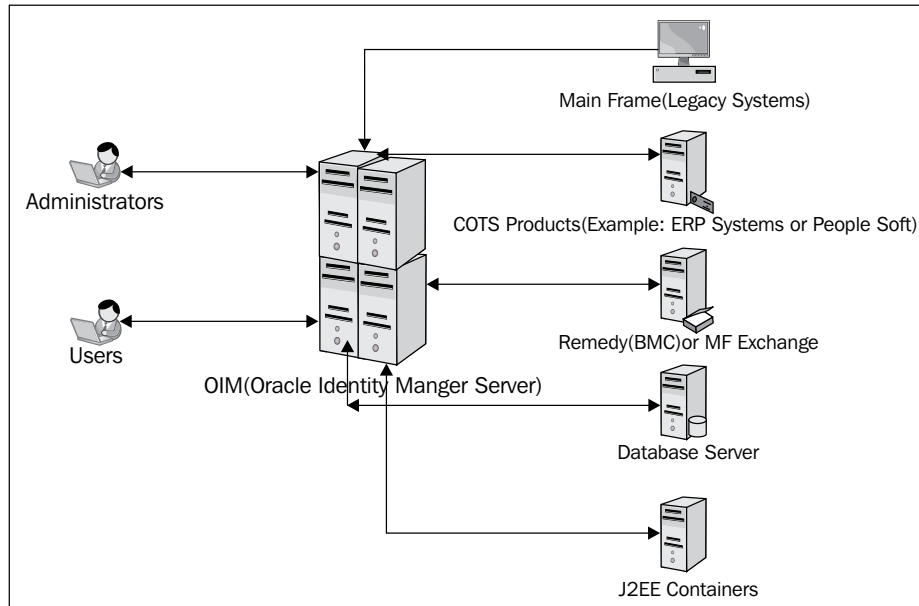 Main Frame(Legacy Systems)
Administrators
COTS Products(Example: ERP Systems or People Soft)
Remedy(BMC)or MF Exchange
Users
OIM(Oracle Identity Manger Server)
Database Server
J2EE Containers